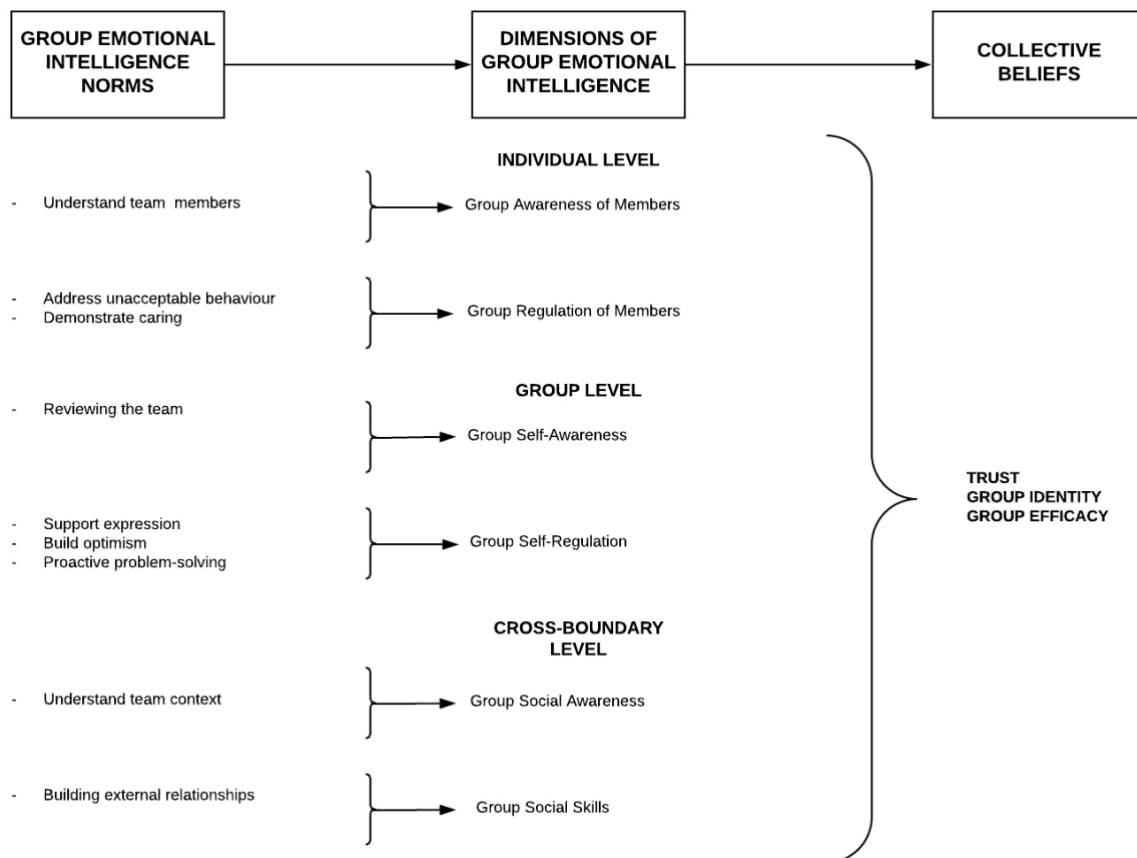 GROUP EMOTIONAL
INTELLIGENCE
NORMS
DIMENSIONS OF
GROUP EMOTIONAL
INTELLIGENCE
COLLECTIVE
BELIEFS
INDIVIDUAL LEVEL
- Understand team members
Group Awareness of Members
- Address unacceptable behaviour
- Demonstrate caring
Group Regulation of Members
GROUP LEVEL
- Reviewing the team
Group Self-Awareness
- Support expression
- Build optimism
- Proactive problem-solving
Group Self-Regulation
CROSS-BOUNDARY
LEVEL
- Understand team context
Group Social Awareness
- Building external relationships
Group Social Skills
TRUST
GROUP IDENTITY
GROUP EFFICACY